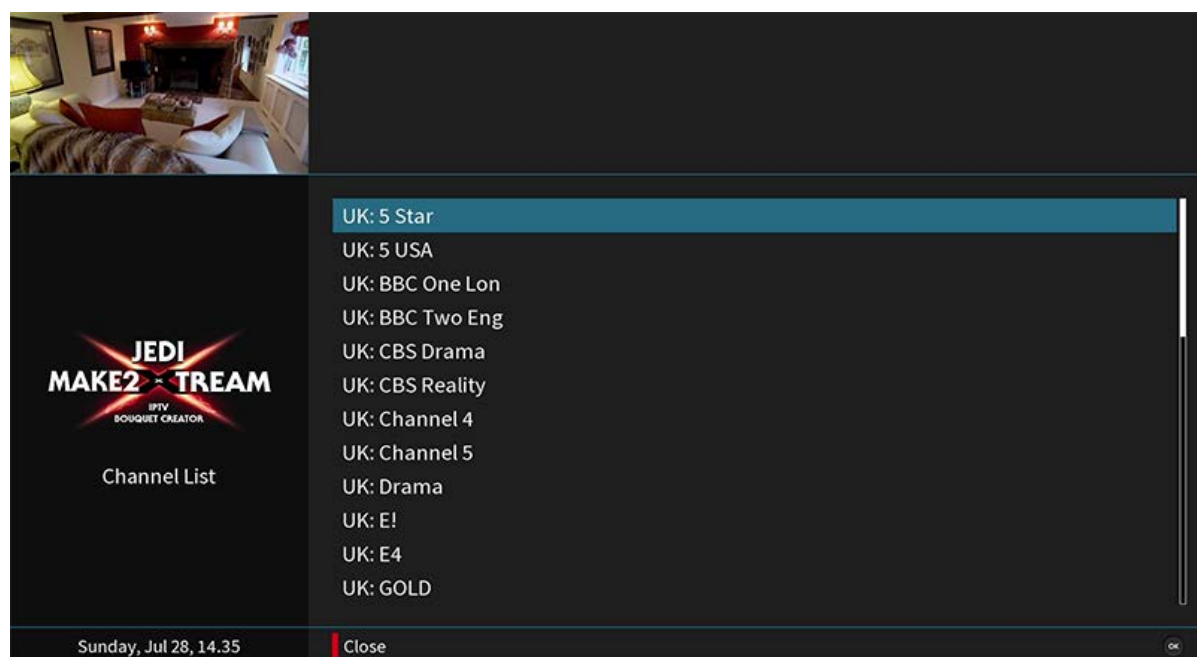 JEDI
MAKE2XTREAM
IPTV
BOUQUET CREATOR
Channel List
UK: 5 Star
UK: 5 USA
UK: BBC One Lon
UK: BBC Two Eng
UK: CBS Drama
UK: CBS Reality
UK: Channel 4
UK: Channel 5
UK: Drama
UK: E!
UK: E4
UK: GOLD
Sunday, Jul 28, 14.35
Close
OK